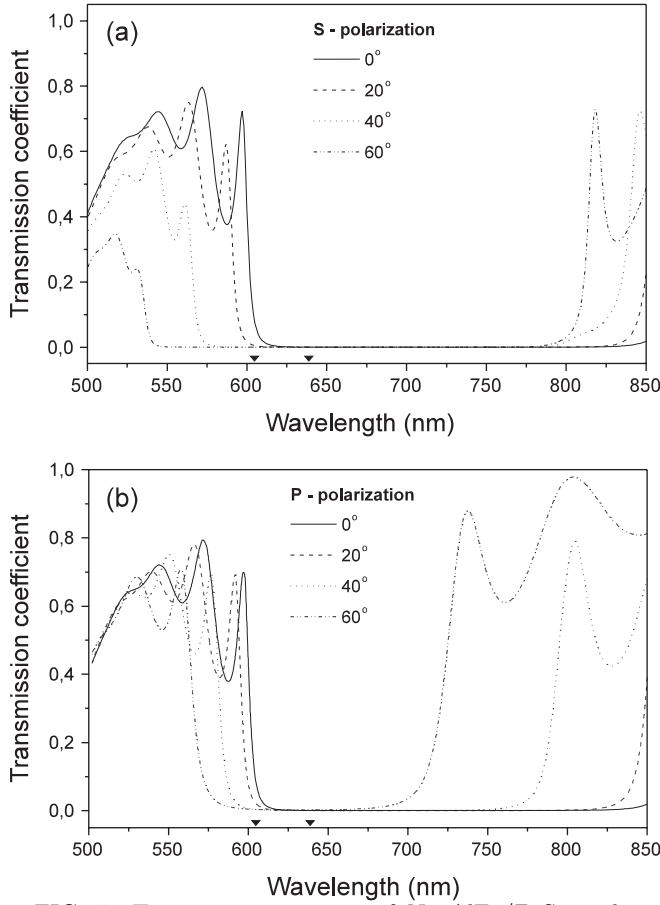 (a)
S - polarization
0°
20°
40°
60°
Transmission coefficient
1,0
0,8
0,6
0,4
0,2
0,0
500 550 600 650 700 750 800 850
Wavelength (nm)
(b)
P - polarization
0°
20°
40°
60°
Transmission coefficient
1,0
0,8
0,6
0,4
0,2
0,0
500 550 600 650 700 750 800 850
Wavelength (nm)